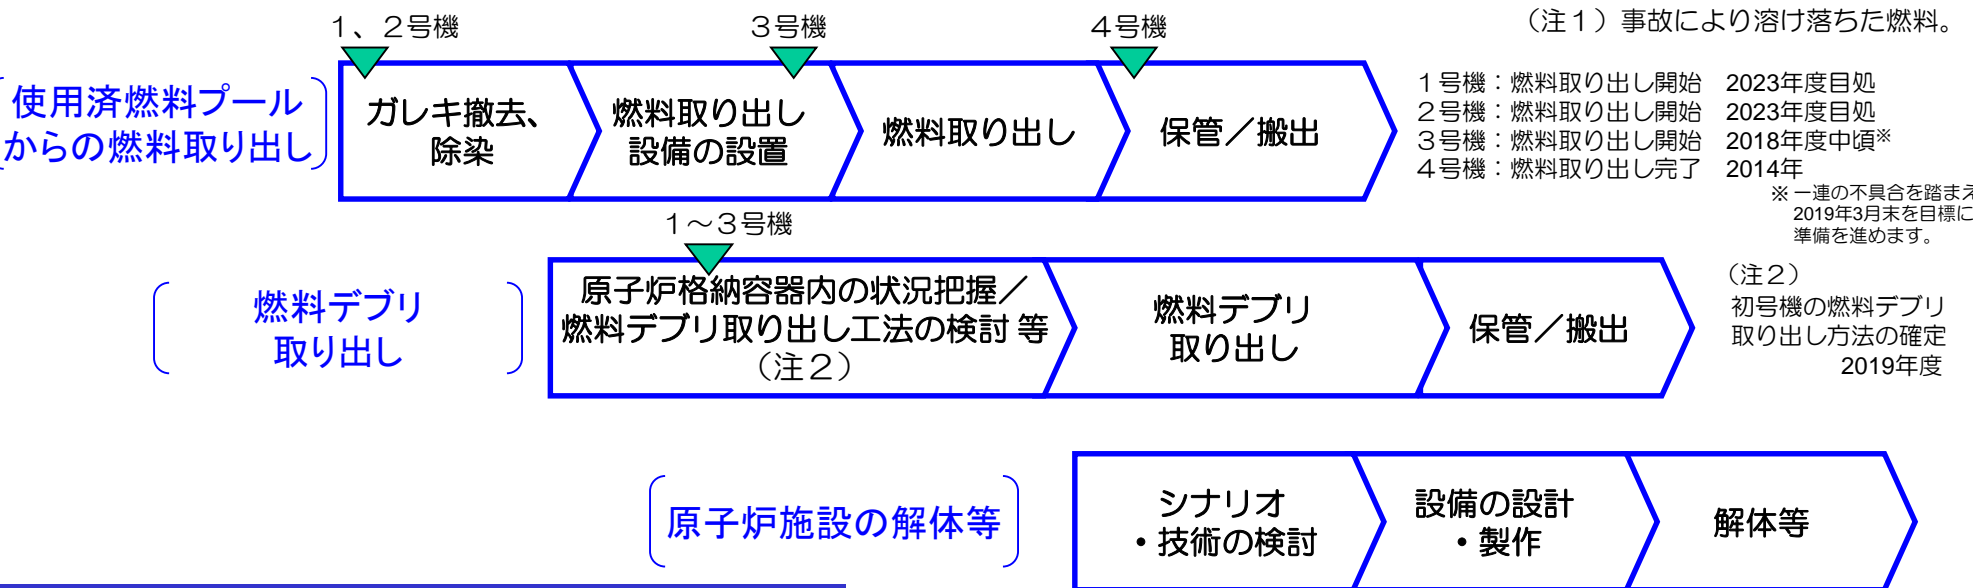 １、２号機
３号機
４号機
（注１）事故により溶け落ちた燃料。
使用済燃料プール
からの燃料取り出し
ガレキ撤去、
除染
燃料取り出し
設備の設置
燃料取り出し
保管／搬出
１号機：燃料取り出し開始　2023年度目処
２号機：燃料取り出し開始　2023年度目処
３号機：燃料取り出し開始　2018年度中頃※
４号機：燃料取り出し完了　2014年
※一連の不具合を踏まえ
2019年3月末を目標に
準備を進めます。
１～３号機
燃料デブリ
取り出し
原子炉格納容器内の状況把握／
燃料デブリ取り出し工法の検討 等
（注２）
燃料デブリ
取り出し
保管／搬出
（注２）
初号機の燃料デブリ
取り出し方法の確定
2019年度
原子炉施設の解体等
シナリオ
・技術の検討
設備の設計
・製作
解体等